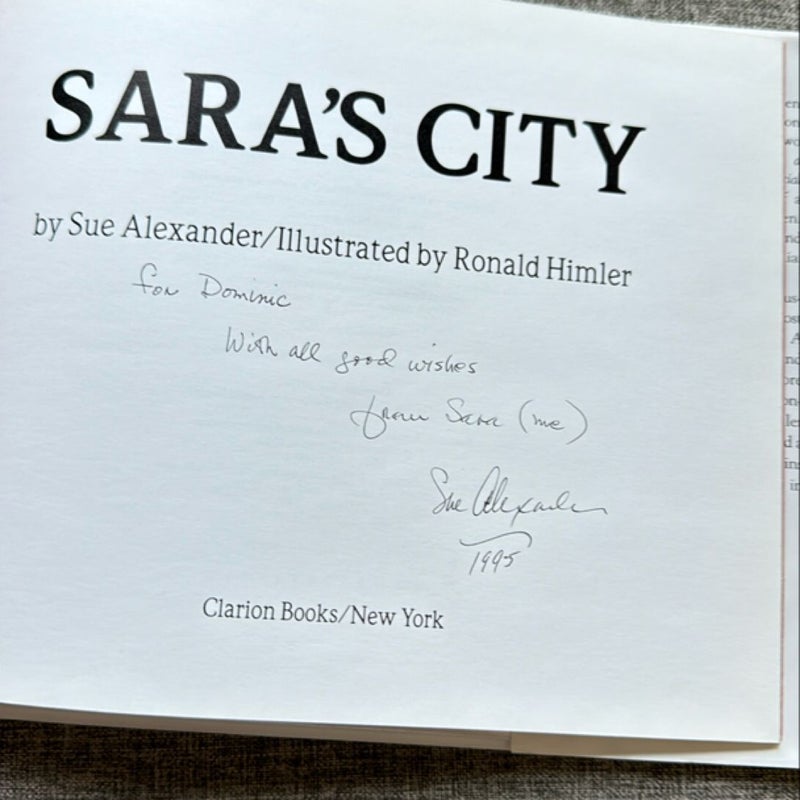 SARA'S CITY
by Sue Alexander/Illustrated by Ronald Himler
for Dominic
With all good wishes
from Sara (me)
Sue Alexander
1995
Clarion Books/New York